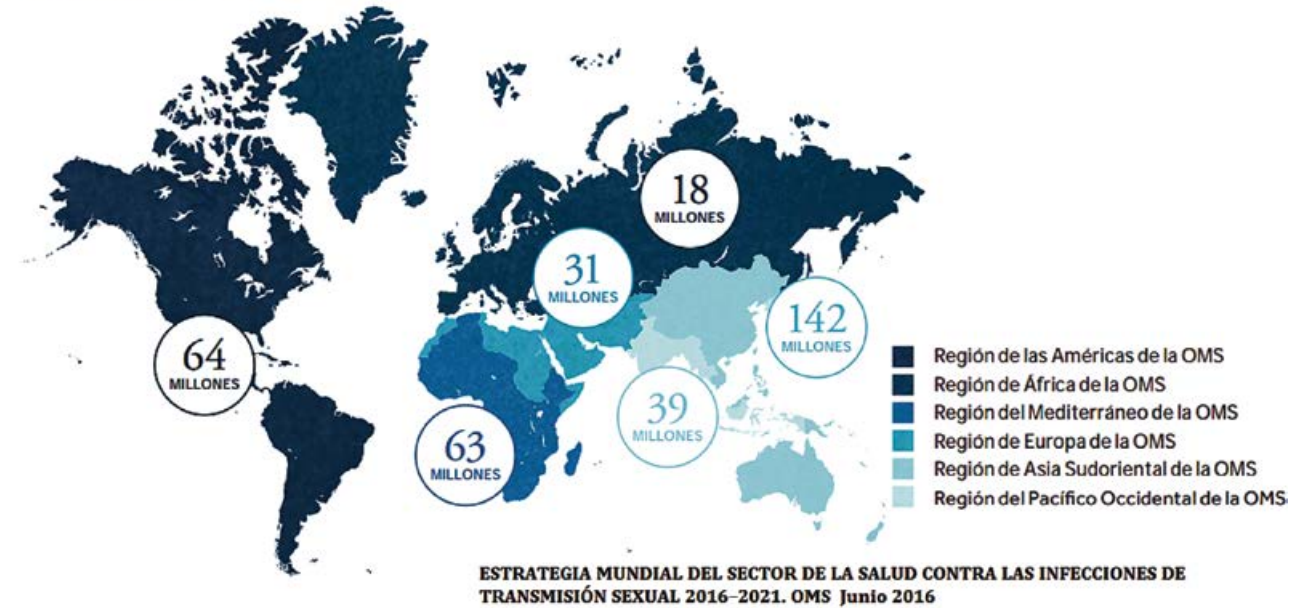 18
MILLONES
31
MILLONES
142
MILLONES
64
MILLONES
39
MILLONES
63
MILLONES
Región de las Américas de la OMS
Región de África de la OMS
Región del Mediterráneo de la OMS
Región de Europa de la OMS
Región de Asia Sudoriental de la OMS
Región del Pacífico Occidental de la OMS
ESTRATEGIA MUNDIAL DEL SECTOR DE LA SALUD CONTRA LAS INFECCIONES DE
TRANSMISIÓN SEXUAL 2016–2021. OMS Junio 2016